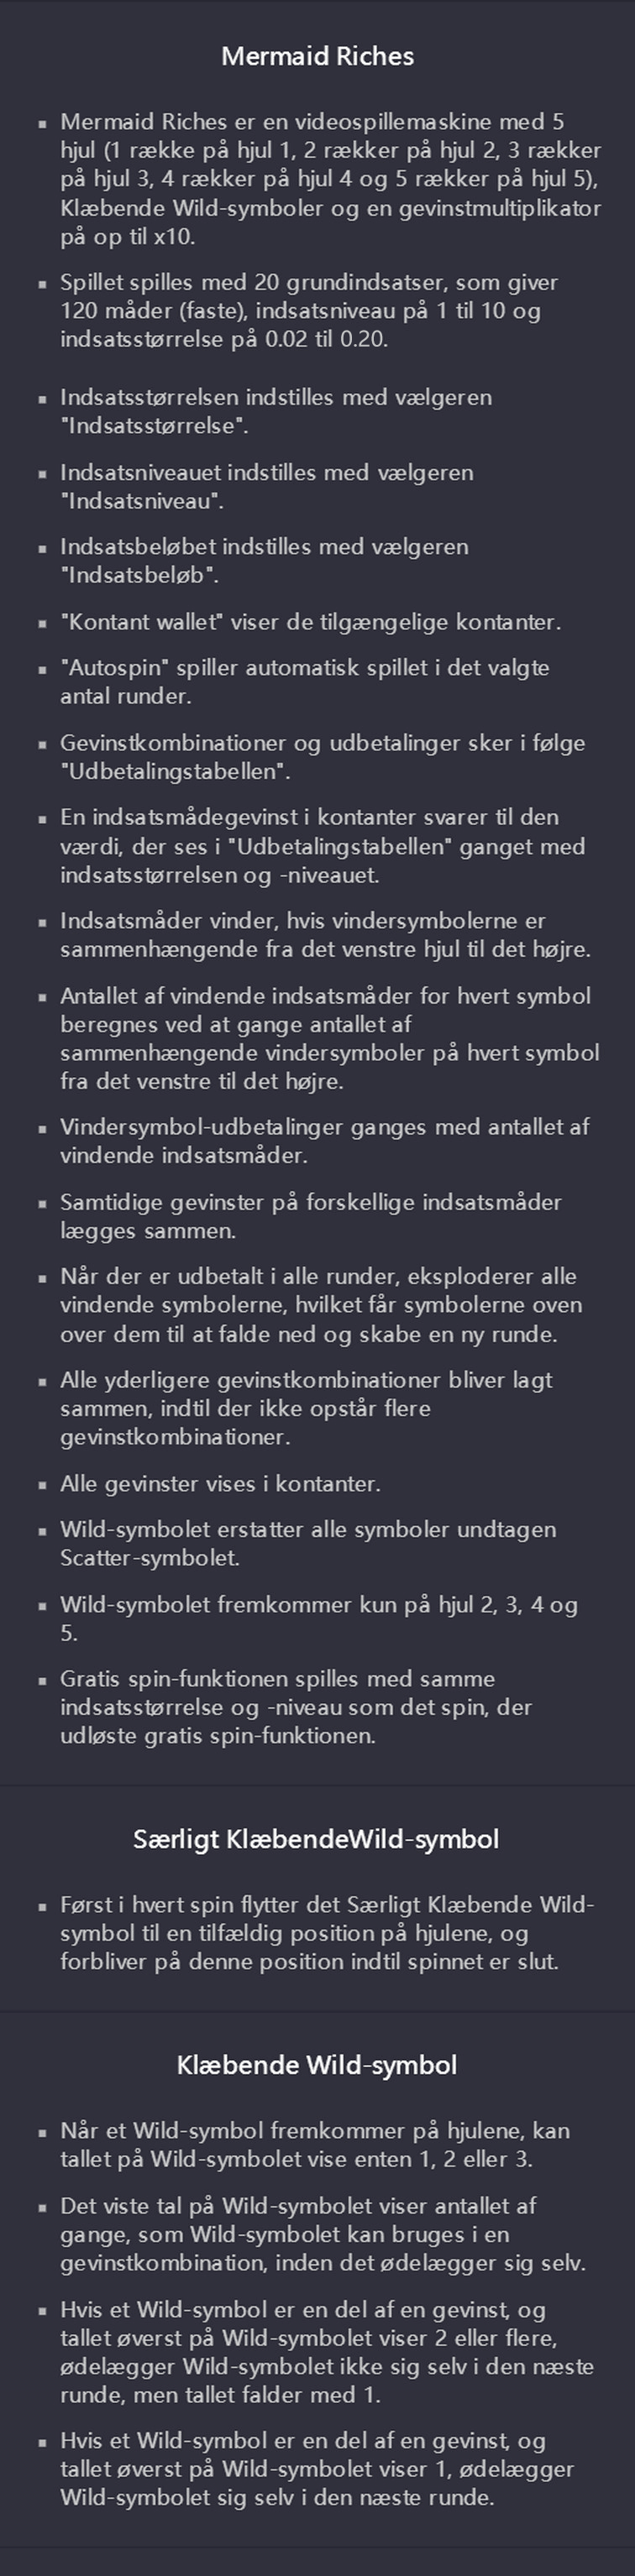 Mermaid Riches
▪ Mermaid Riches er en videospillemaskine med 5
hjul (1 række på hjul 1, 2 rækker på hjul 2, 3 rækker
på hjul 3, 4 rækker på hjul 4 og 5 rækker på hjul 5),
Klæbende Wild-symboler og en gevinstmultiplikator
på op til x10.
▪ Spillet spilles med 20 grundindsatser, som giver
120 måder (faste), indsatsniveau på 1 til 10 og
indsatsstørrelse på 0.02 til 0.20.
▪ Indsatsstørrelsen indstilles med vælgeren
"Indsatsstørrelse".
▪ Indsatsniveauet indstilles med vælgeren
"Indsatsniveau".
▪ Indsatsbeløbet indstilles med vælgeren
"Indsatsbeløb".
▪ "Kontant wallet" viser de tilgængelige kontanter.
▪ "Autospin" spiller automatisk spillet i det valgte
antal runder.
▪ Gevinstkombinationer og udbetalinger sker i følge
"Udbetalingstabellen".
▪ En indsatsmådegevinst i kontanter svarer til den
værdi, der ses i "Udbetalingstabellen" ganget med
indsatsstørrelsen og -niveauet.
▪ Indsatsmåder vinder, hvis vindersymbolerne er
sammenhængende fra det venstre hjul til det højre.
▪ Antallet af vindende indsatsmåder for hvert symbol
beregnes ved at gange antallet af
sammenhængende vindersymboler på hvert symbol
fra det venstre til det højre.
▪ Vindersymbol-udbetalinger ganges med antallet af
vindende indsatsmåder.
▪ Samtidige gevinster på forskellige indsatsmåder
lægges sammen.
▪ Når der er udbetalt i alle runder, eksploderer alle
vindende symbolerne, hvilket får symbolerne oven
over dem til at falde ned og skabe en ny runde.
▪ Alle yderligere gevinstkombinationer bliver lagt
sammen, indtil der ikke opstår flere
gevinstkombinationer.
▪ Alle gevinster vises i kontanter.
▪ Wild-symbolet erstatter alle symboler undtagen
Scatter-symbolet.
▪ Wild-symbolet fremkommer kun på hjul 2, 3, 4 og
5.
▪ Gratis spin-funktionen spilles med samme
indsatsstørrelse og -niveau som det spin, der
udløste gratis spin-funktionen.
Særligt KlæbendeWild-symbol
▪ Først i hvert spin flytter det Særligt Klæbende Wild-
symbol til en tilfældig position på hjulene, og
forbliver på denne position indtil spinnet er slut.
Klæbende Wild-symbol
▪ Når et Wild-symbol fremkommer på hjulene, kan
tallet på Wild-symbolet vise enten 1, 2 eller 3.
▪ Det viste tal på Wild-symbolet viser antallet af
gange, som Wild-symbolet kan bruges i en
gevinstkombination, inden det ødelægger sig selv.
▪ Hvis et Wild-symbol er en del af en gevinst, og
tallet øverst på Wild-symbolet viser 2 eller flere,
ødelægger Wild-symbolet ikke sig selv i den næste
runde, men tallet falder med 1.
▪ Hvis et Wild-symbol er en del af en gevinst, og
tallet øverst på Wild-symbolet viser 1, ødelægger
Wild-symbolet sig selv i den næste runde.